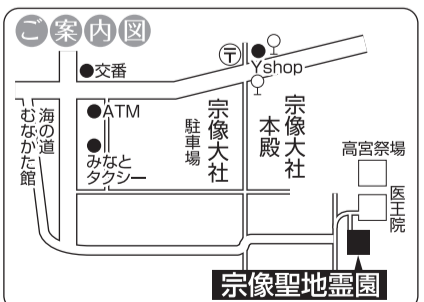 ご案内図
●交番
〒
Yshop
●ATM
みなと
タクシー
海の道
むなかた館
宗像大社
駐車場
宗像大社
本殿
高宮祭場
医王院
宗像聖地霊園